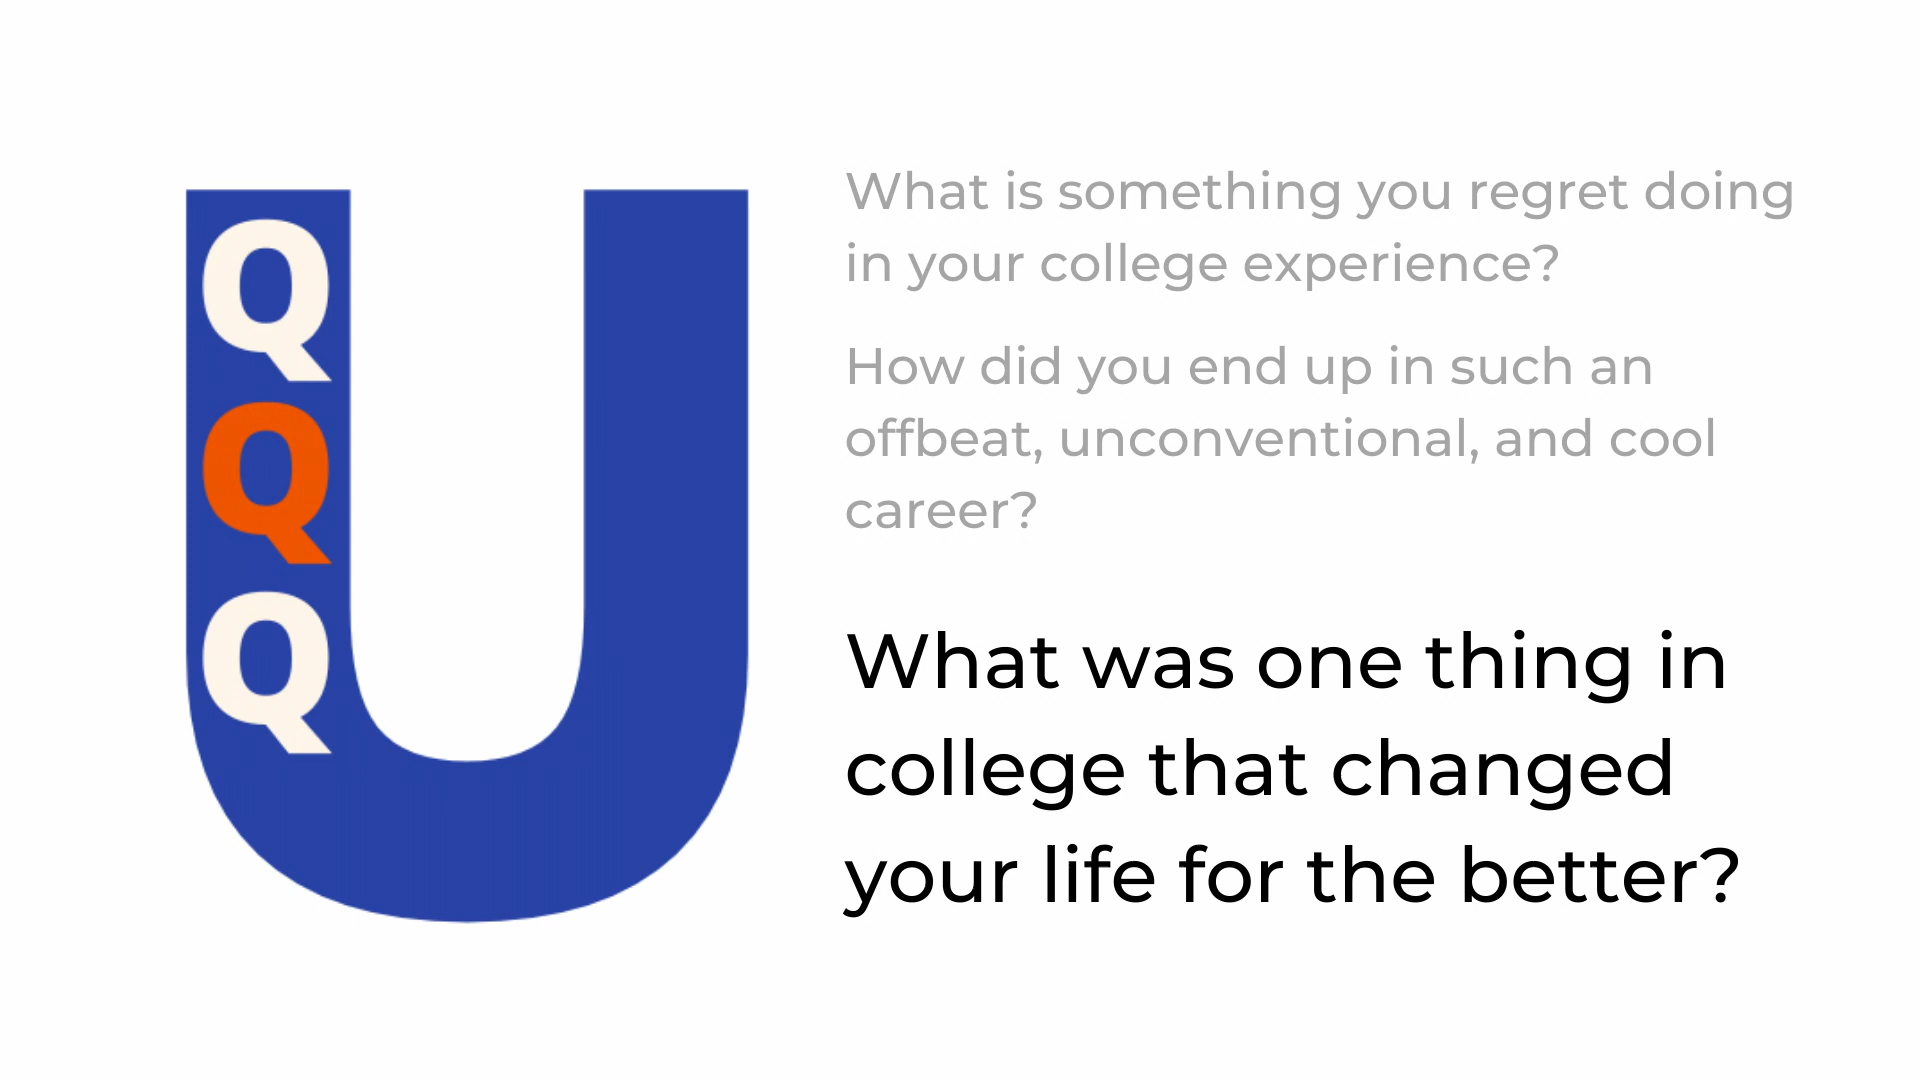 U
Q
Q
Q
What is something you regret doing
in your college experience?
How did you end up in such an
offbeat, unconventional, and cool
career?
What was one thing in
college that changed
your life for the better?